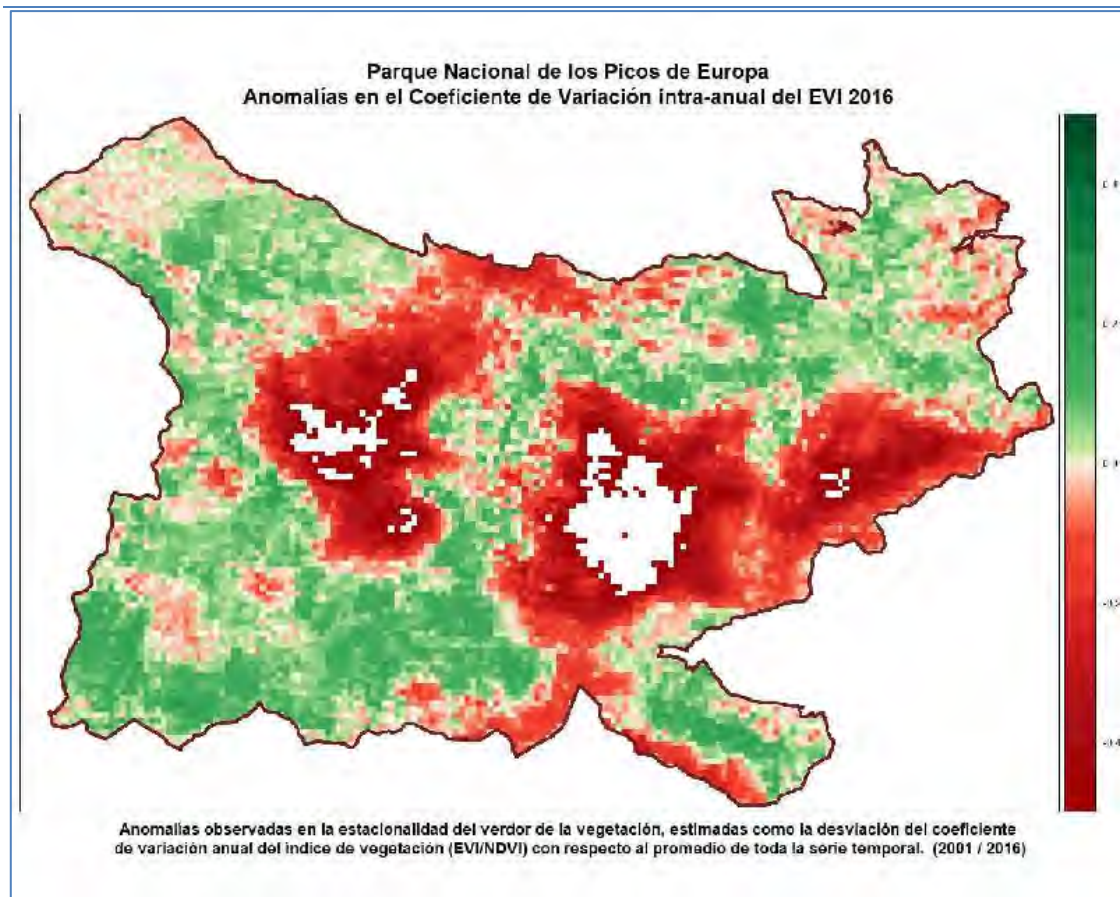 Parque Nacional de los Picos de Europa
Anomalías en el Coeficiente de Variación intra-anual del EVI 2016
Anomalías observadas en la estacionalidad del verdor de la vegetación, estimadas como la desviación del coeficiente
de variación anual del índice de vegetación (EVI/NDVI) con respecto al promedio de toda la serie temporal. (2001 / 2016)